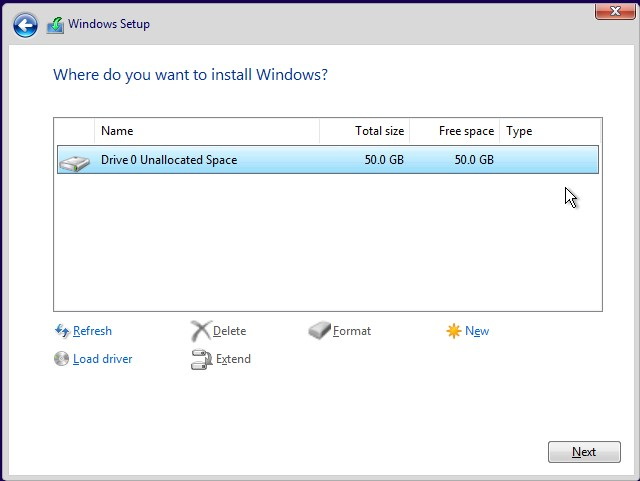 Windows Setup
Where do you want to install Windows?
Name Total size Free space Type
Drive 0 Unallocated Space 50.0 GB 50.0 GB
Refresh Delete Format New
Load driver Extend
Next